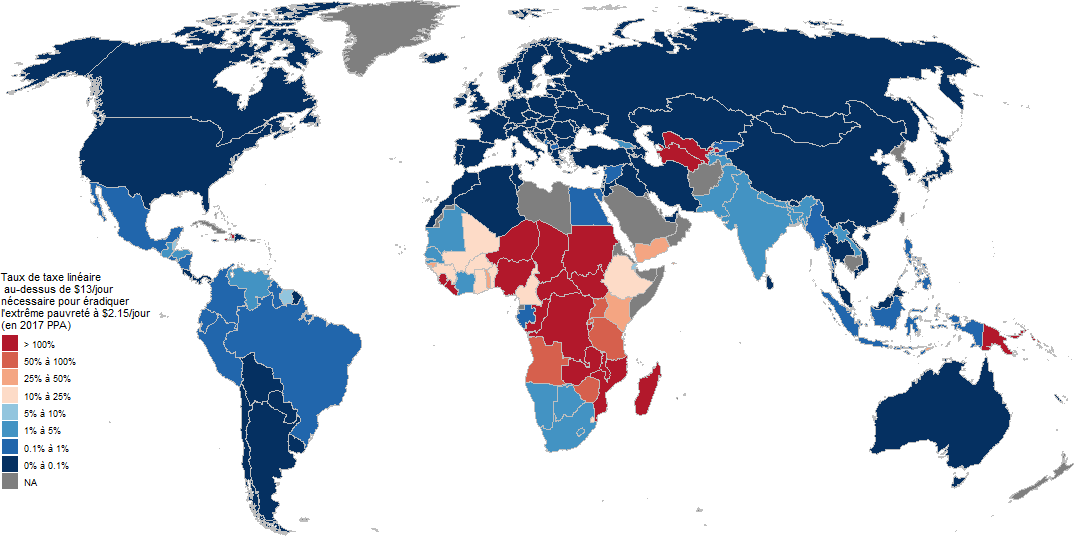 Taux de taxe linéaire
au-dessus de $13/jour
nécessaire pour éradiquer
l'extrême pauvreté à $2.15/jour
(en 2017 PPA)
> 100%
50% à 100%
25% à 50%
10% à 25%
5% à 10%
1% à 5%
0.1% à 1%
0% à 0.1%
NA